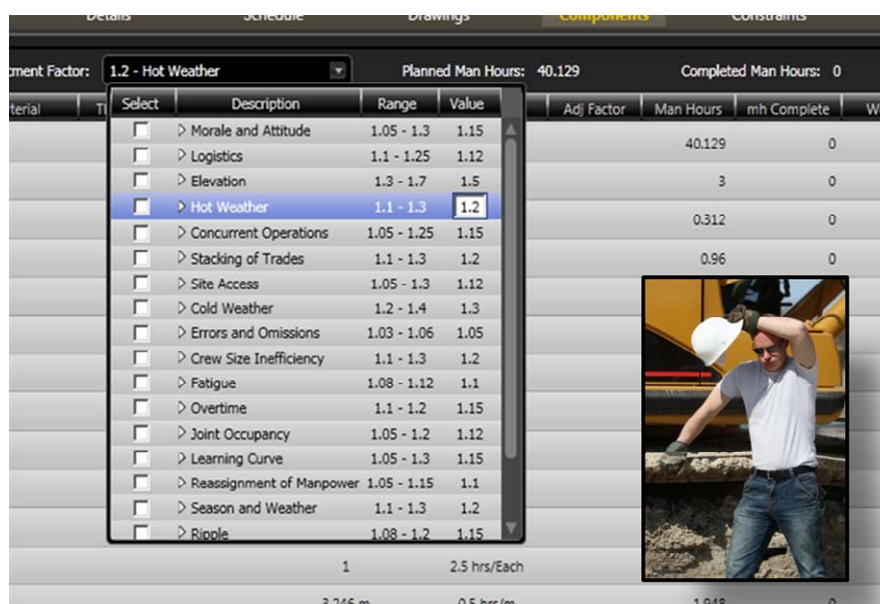 Details Schedule Drawings Components Constraints
tment Factor: 1.2 - Hot Weather Planned Man Hours: 40.129 Completed Man Hours: 0
Select Description Range Value Adj Factor Man Hours mh Complete
Morale and Attitude 1.05 - 1.3 1.15 40.129 0
Logistics 1.1 - 1.25 1.12
Elevation 1.3 - 1.7 1.5 3 0
Hot Weather 1.1 - 1.3 1.2 0.312 0
Concurrent Operations 1.05 - 1.25 1.15
Stacking of Trades 1.1 - 1.3 1.2 0.96 0
Site Access 1.05 - 1.3 1.12
Cold Weather 1.2 - 1.4 1.3
Errors and Omissions 1.03 - 1.06 1.05
Crew Size Inefficiency 1.1 - 1.3 1.2
Fatigue 1.08 - 1.12 1.1
Overtime 1.1 - 1.2 1.15
Joint Occupancy 1.05 - 1.2 1.12
Learning Curve 1.05 - 1.3 1.15
Reassignment of Manpower 1.05 - 1.15 1.1
Season and Weather 1.1 - 1.3 1.2
Ripple 1.08 - 1.2 1.15
1 2.5 hrs/Each
3.246 m 0.5 hrs/m 1.948 0